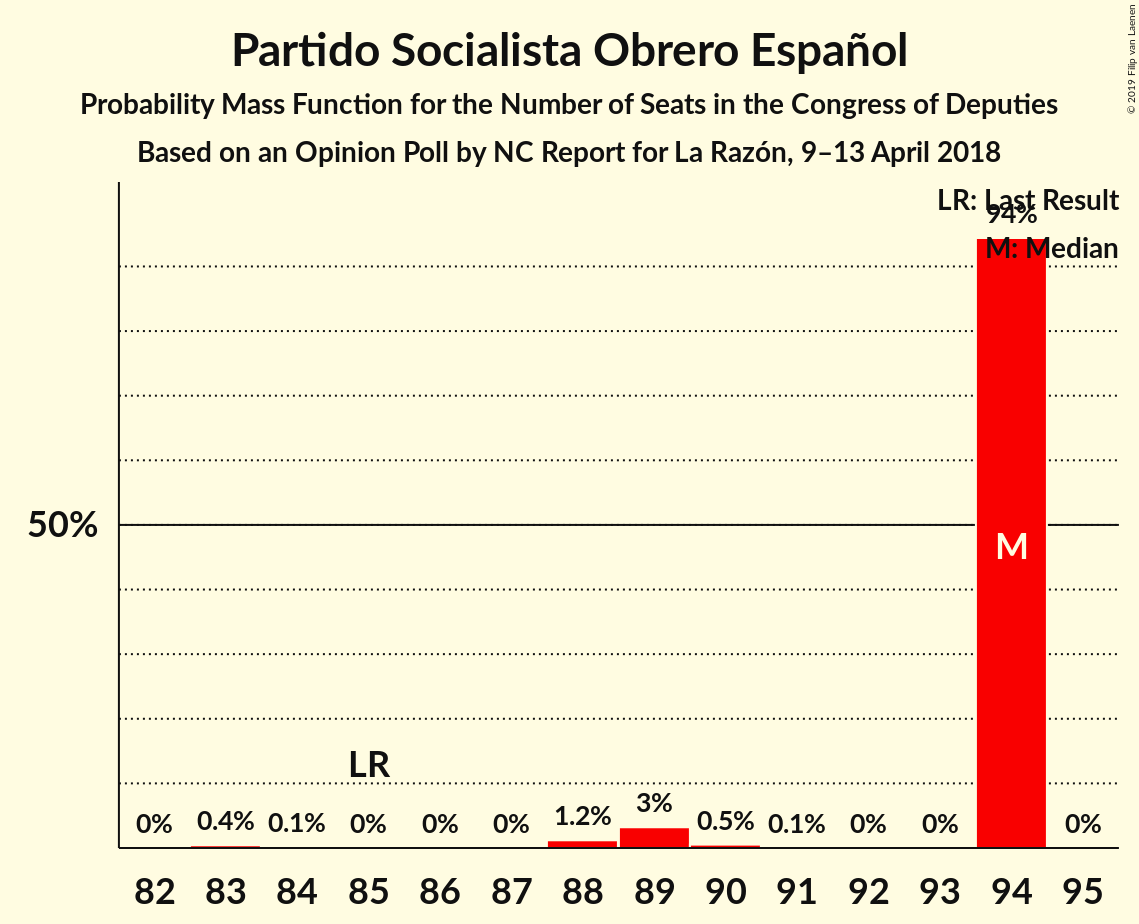 Partido Socialista Obrero Español
Probability Mass Function for the Number of Seats in the Congress of Deputies
Based on an Opinion Poll by NC Report for La Razón, 9–13 April 2018
© 2019 Filip van Laenen
LR: Last Result
94%
M: Median
50%
M
LR
0% 0.4% 0.1% 0% 0% 0% 1.2% 3% 0.5% 0.1% 0% 0% 0%
82 83 84 85 86 87 88 89 90 91 92 93 94 95